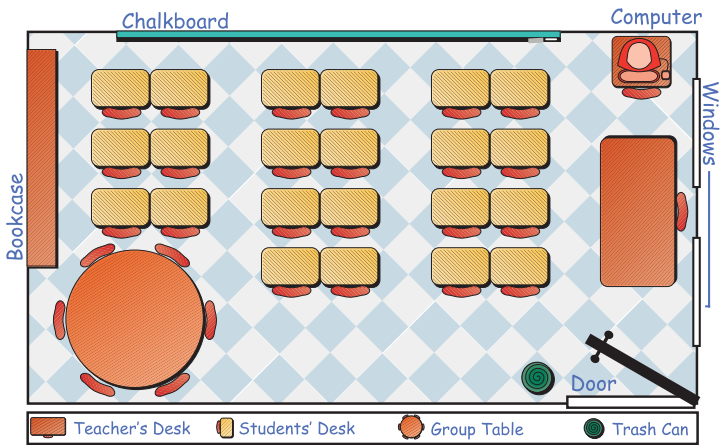 Chalkboard
Computer
Windows
Bookcase
Door
Teacher's Desk
Students' Desk
Group Table
Trash Can